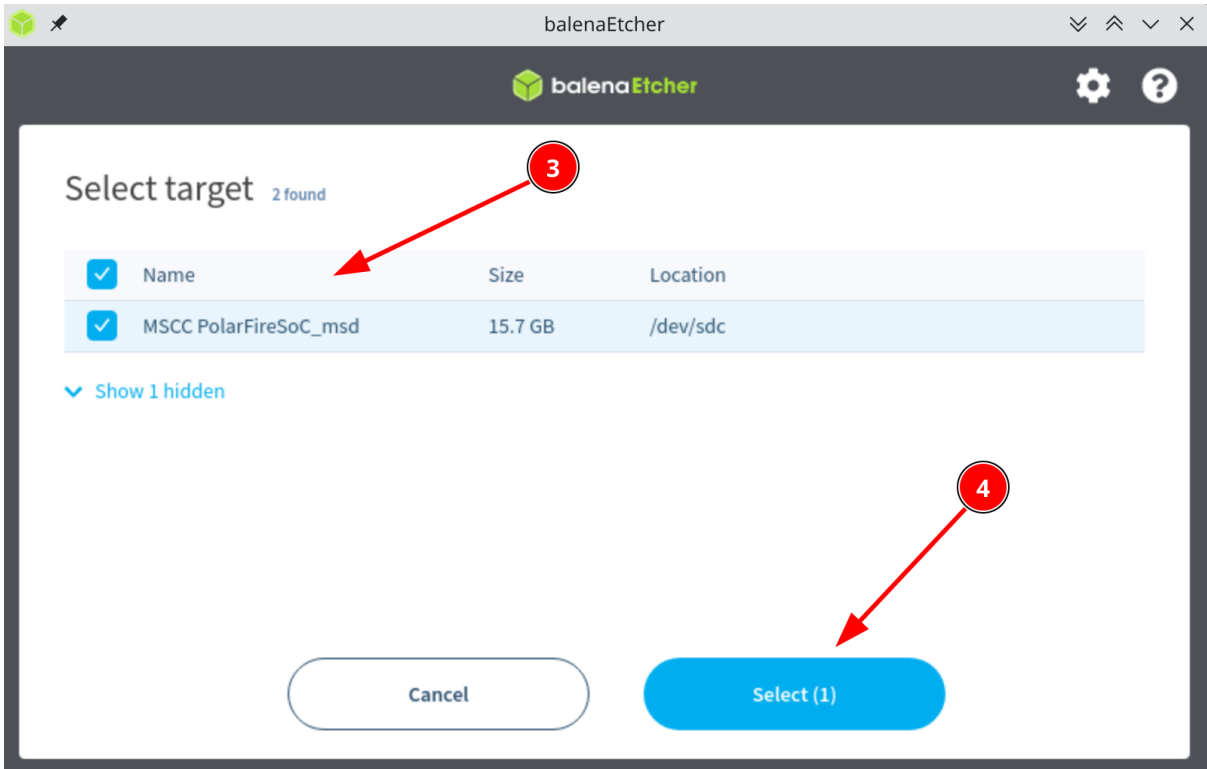 balenaEtcher
balenaEtcher
?
3
Select target 2 found
Name Size Location
MSCC PolarFireSoC_msd 15.7 GB /dev/sdc
Show 1 hidden
4
Cancel Select (1)